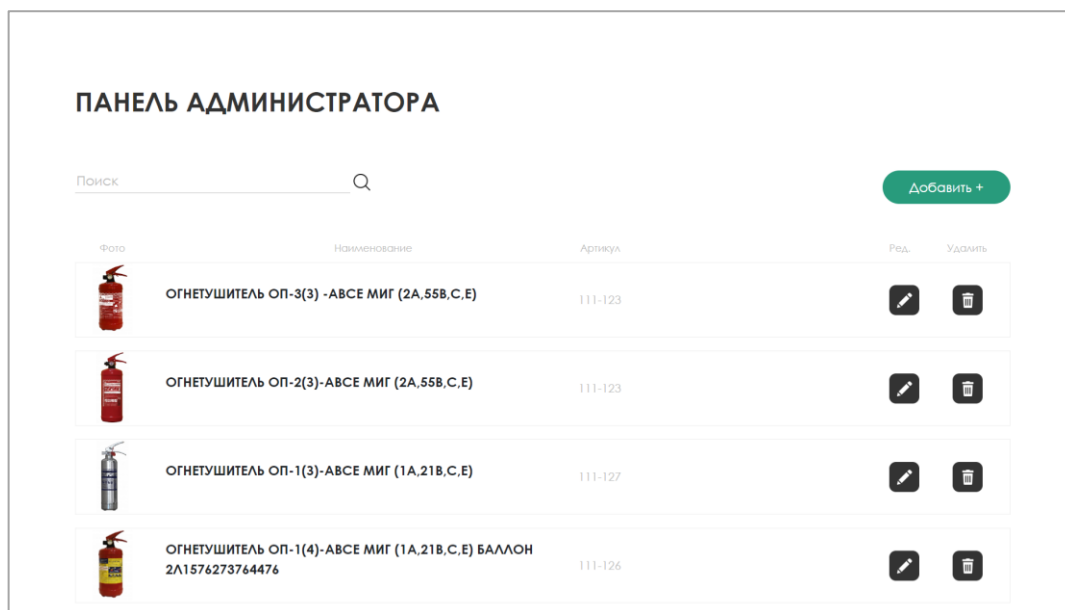 ПАНЕЛЬ АДМИНИСТРАТОРА
Поиск
Добавить +
Фото Наименование Артикул Ред. Удалить
ОГНЕТУШИТЕЛЬ ОП-3(3) -АВСЕ МИГ (2А,55В,С,Е) 111-123
ОГНЕТУШИТЕЛЬ ОП-2(3)-АВСЕ МИГ (2А,55В,С,Е) 111-123
ОГНЕТУШИТЕЛЬ ОП-1(3)-АВСЕ МИГ (1А,21В,С,Е) 111-127
ОГНЕТУШИТЕЛЬ ОП-1(4)-АВСЕ МИГ (1А,21В,С,Е) БАЛЛОН
2Л1576273764476 111-126